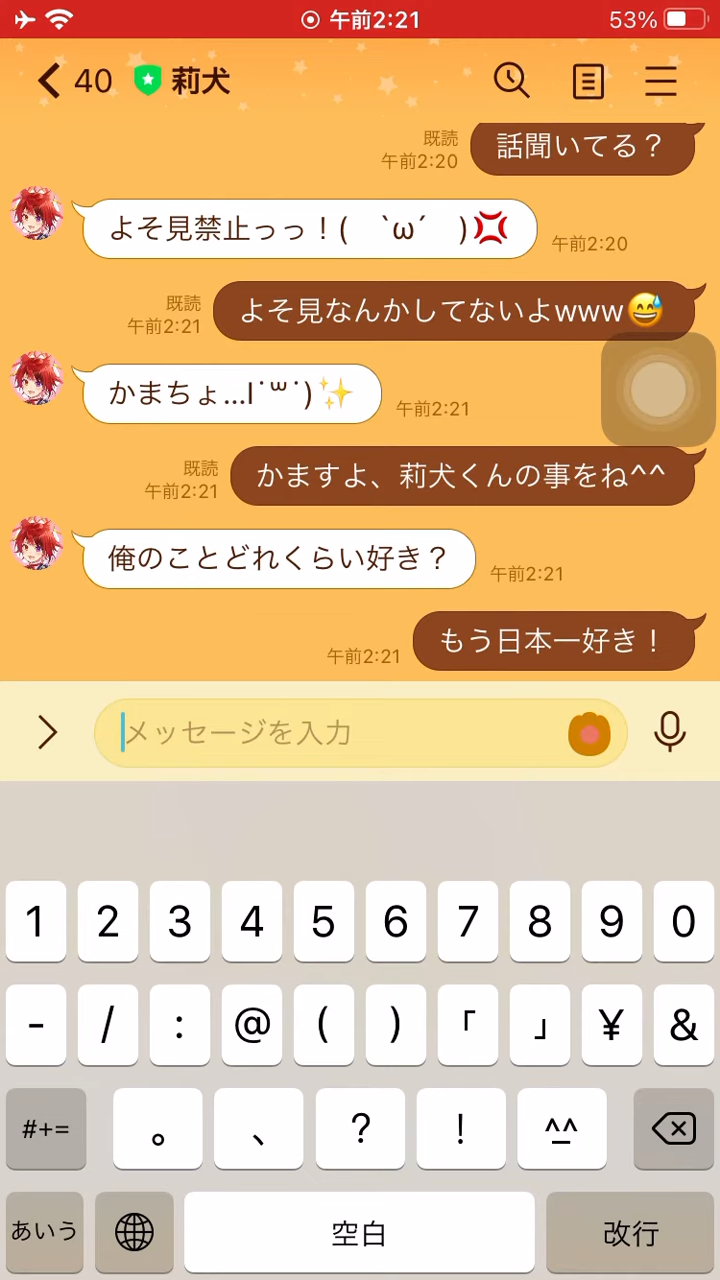 午前2:21
53%
40 莉犬
既読
午前2:20
話聞いてる？
よそ見禁止っっ！(　`ω´　)💢
午前2:20
既読
午前2:21
よそ見なんかしてないよwww😅
かまちょ…|˙꒳˙)✨
午前2:21
既読
午前2:21
かますよ、莉犬くんの事をね^^
俺のことどれくらい好き？
午前2:21
午前2:21
もう日本一好き！
メッセージを入力
1 2 3 4 5 6 7 8 9 0
- / : @ ( ) 「 」 ¥ &
#+= 。 、 ? ! ^_^
あいう 空白 改行